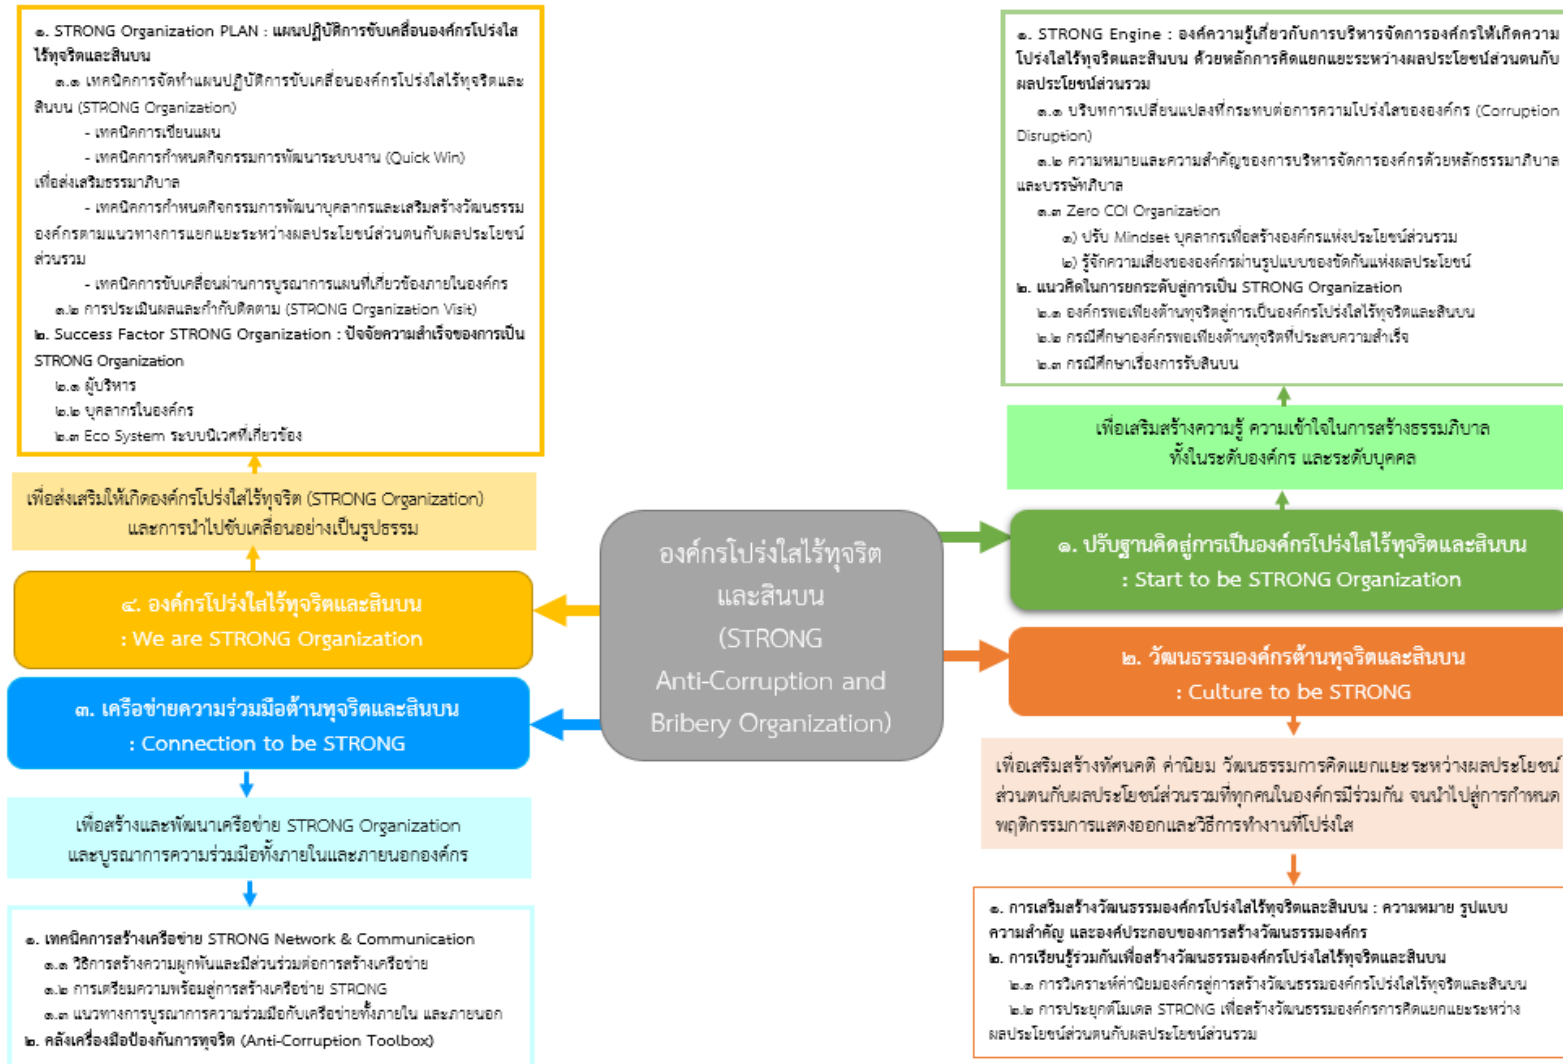 ๑. STRONG Organization PLAN : แผนปฏิบัติการขับเคลื่อนองค์กรโปร่งใส
ไร้ทุจริตและสินบน
๑.๑ เทคนิคการจัดทำแผนปฏิบัติการขับเคลื่อนองค์กรโปร่งใสไร้ทุจริตและ
สินบน (STRONG Organization)
- เทคนิคการเขียนแผน
- เทคนิคการกำหนดกิจกรรมการพัฒนาระบบงาน (Quick Win)
เพื่อส่งเสริมธรรมาภิบาล
- เทคนิคการกำหนดกิจกรรมการพัฒนาบุคลากรและเสริมสร้างวัฒนธรรม
องค์กรตามแนวทางการแยกแยะระหว่างผลประโยชน์ส่วนตนกับผลประโยชน์
ส่วนรวม
- เทคนิคการขับเคลื่อนผ่านการบูรณาการแผนที่เกี่ยวข้องภายในองค์กร
๑.๒ การประเมินผลและกำกับติดตาม (STRONG Organization Visit)
๒. Success Factor STRONG Organization : ปัจจัยความสำเร็จของการเป็น
STRONG Organization
๒.๑ ผู้บริหาร
๒.๒ บุคลากรในองค์กร
๒.๓ Eco System ระบบนิเวศที่เกี่ยวข้อง
เพื่อส่งเสริมให้เกิดองค์กรโปร่งใสไร้ทุจริต (STRONG Organization)
และการนำไปขับเคลื่อนอย่างเป็นรูปธรรม
๔. องค์กรโปร่งใสไร้ทุจริตและสินบน
: We are STRONG Organization
๓. เครือข่ายความร่วมมือต้านทุจริตและสินบน
: Connection to be STRONG
เพื่อสร้างและพัฒนาเครือข่าย STRONG Organization
และบูรณาการความร่วมมือทั้งภายในและภายนอกองค์กร
๑. เทคนิคการสร้างเครือข่าย STRONG Network & Communication
๑.๑ วิธีการสร้างความผูกพันและมีส่วนร่วมต่อการสร้างเครือข่าย
๑.๒ การเตรียมความพร้อมสู่การสร้างเครือข่าย STRONG
๑.๓ แนวทางการบูรณาการความร่วมมือกับเครือข่ายทั้งภายใน และภายนอก
๒. คลังเครื่องมือป้องกันการทุจริต (Anti-Corruption Toolbox)
องค์กรโปร่งใสไร้ทุจริต
และสินบน
(STRONG
Anti-Corruption and
Bribery Organization)
๑. STRONG Engine : องค์ความรู้เกี่ยวกับการบริหารจัดการองค์กรให้เกิดความ
โปร่งใสไร้ทุจริตและสินบน ด้วยหลักการคิดแยกแยะระหว่างผลประโยชน์ส่วนตนกับ
ผลประโยชน์ส่วนรวม
๑.๑ บริบทการเปลี่ยนแปลงที่กระทบต่อการความโปร่งใสขององค์กร (Corruption
Disruption)
๑.๒ ความหมายและความสำคัญของการบริหารจัดการองค์กรด้วยหลักธรรมาภิบาล
และบรรษัทภิบาล
๑.๓ Zero COI Organization
๑) ปรับ Mindset บุคลากรเพื่อสร้างองค์กรแห่งประโยชน์ส่วนรวม
๒) รู้จักความเสี่ยงขององค์กรผ่านรูปแบบของขัดกันแห่งผลประโยชน์
๒. แนวคิดในการยกระดับสู่การเป็น STRONG Organization
๒.๑ องค์กรพอเพียงต้านทุจริตสู่การเป็นองค์กรโปร่งใสไร้ทุจริตและสินบน
๒.๒ กรณีศึกษาองค์กรพอเพียงต้านทุจริตที่ประสบความสำเร็จ
๒.๓ กรณีศึกษาเรื่องการรับสินบน
เพื่อเสริมสร้างความรู้ ความเข้าใจในการสร้างธรรมภิบาล
ทั้งในระดับองค์กร และระดับบุคคล
๑. ปรับฐานคิดสู่การเป็นองค์กรโปร่งใสไร้ทุจริตและสินบน
: Start to be STRONG Organization
๒. วัฒนธรรมองค์กรต้านทุจริตและสินบน
: Culture to be STRONG
เพื่อเสริมสร้างทัศนคติ ค่านิยม วัฒนธรรมการคิดแยกแยะระหว่างผลประโยชน์
ส่วนตนกับผลประโยชน์ส่วนรวมที่ทุกคนในองค์กรมีร่วมกัน จนนำไปสู่การกำหนด
พฤติกรรมการแสดงออกและวิธีการทำงานที่โปร่งใส
๑. การเสริมสร้างวัฒนธรรมองค์กรโปร่งใสไร้ทุจริตและสินบน : ความหมาย รูปแบบ
ความสำคัญ และองค์ประกอบของการสร้างวัฒนธรรมองค์กร
๒. การเรียนรู้ร่วมกันเพื่อสร้างวัฒนธรรมองค์กรโปร่งใสไร้ทุจริตและสินบน
๒.๑ การวิเคราะห์ค่านิยมองค์กรสู่การสร้างวัฒนธรรมองค์กรโปร่งใสไร้ทุจริตและสินบน
๒.๒ การประยุกต์โมเดล STRONG เพื่อสร้างวัฒนธรรมองค์กรการคิดแยกแยะระหว่าง
ผลประโยชน์ส่วนตนกับผลประโยชน์ส่วนรวม